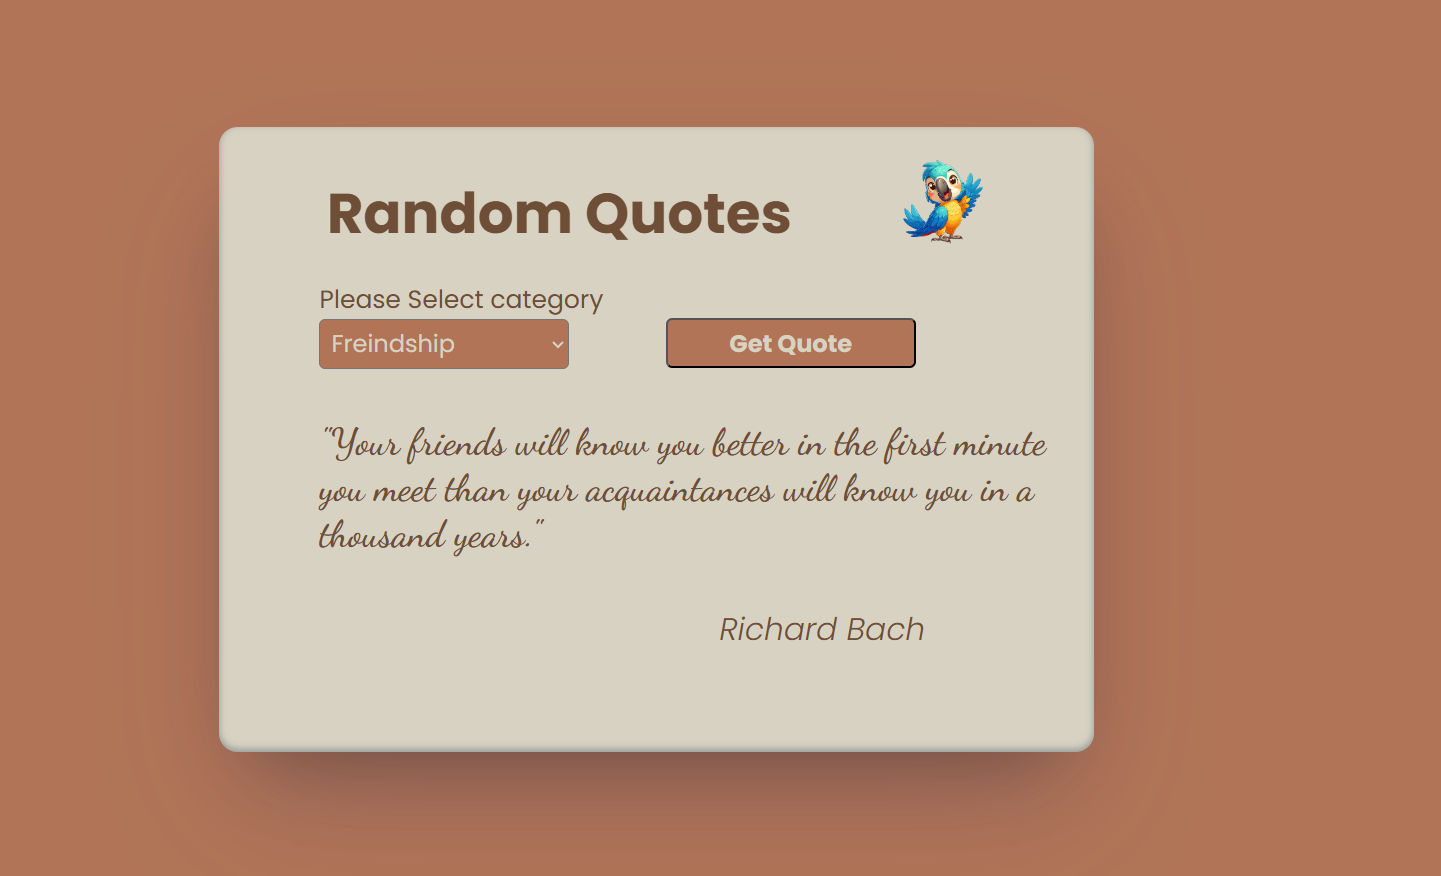 Random Quotes
Please Select category
Freindship
Get Quote
"Your friends will know you better in the first minute
you meet than your acquaintances will know you in a
thousand years."
Richard Bach